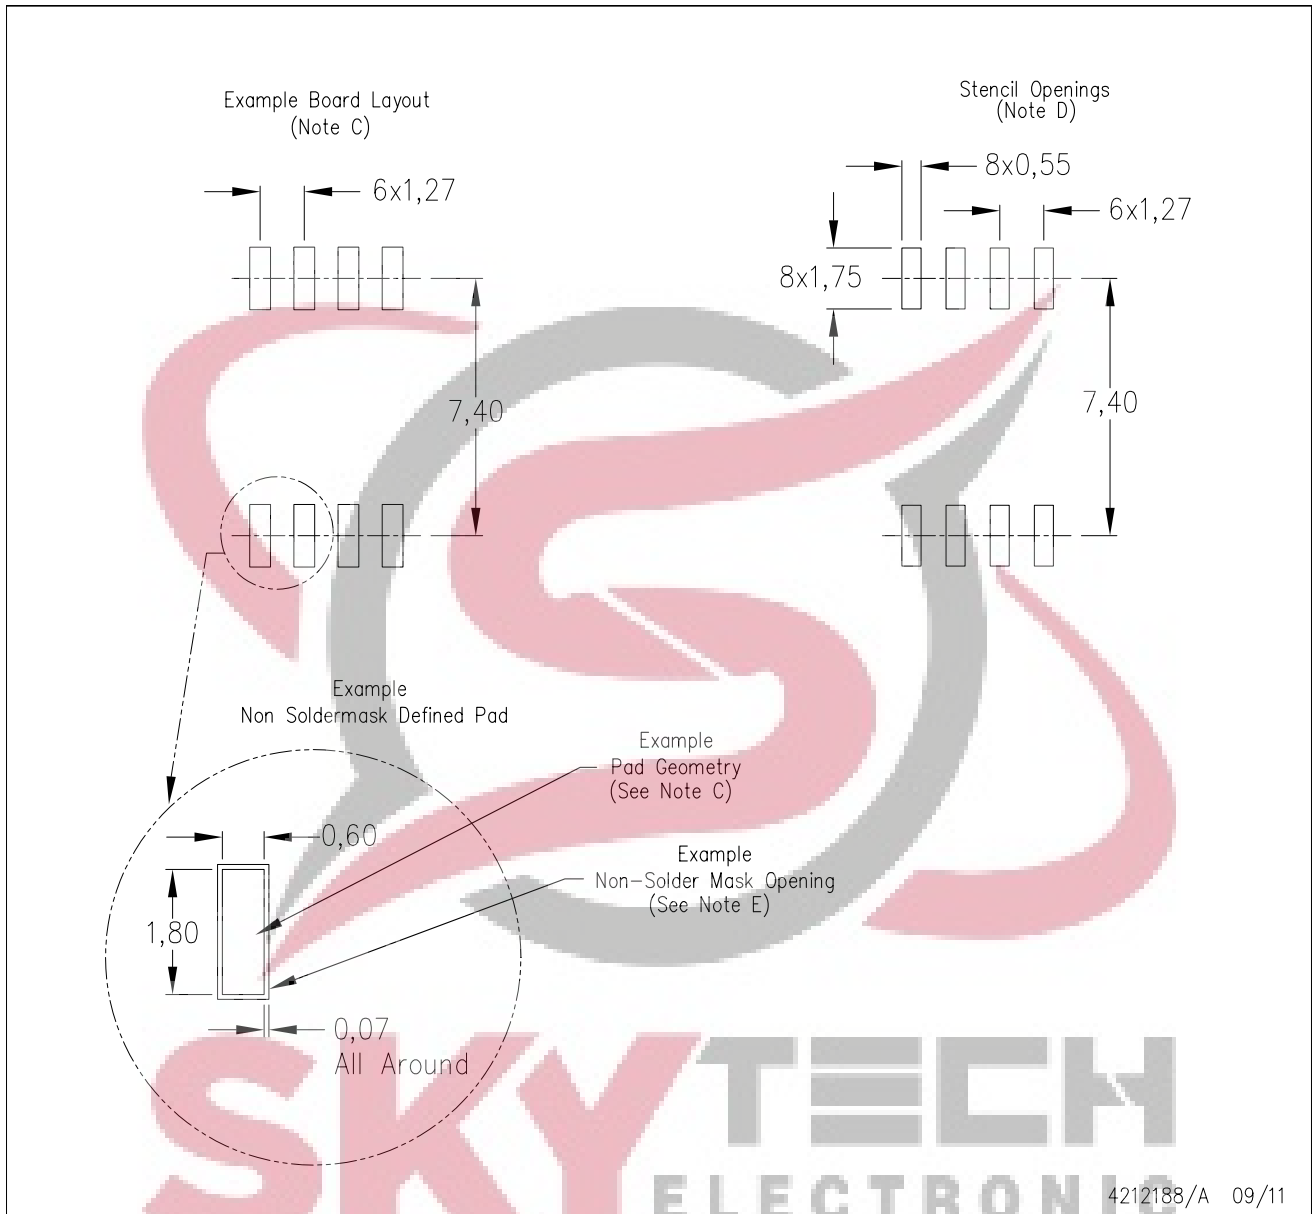 Example Board Layout
(Note C)
6x1,27
7,40
Stencil Openings
(Note D)
8x0,55
6x1,27
8x1,75
7,40
Example
Non Soldermask Defined Pad
Example
Pad Geometry
(See Note C)
0,60
Example
Non-Solder Mask Opening
(See Note E)
1,80
0,07
All Around
SKYTECH
ELECTRONIC
4212188/A 09/11